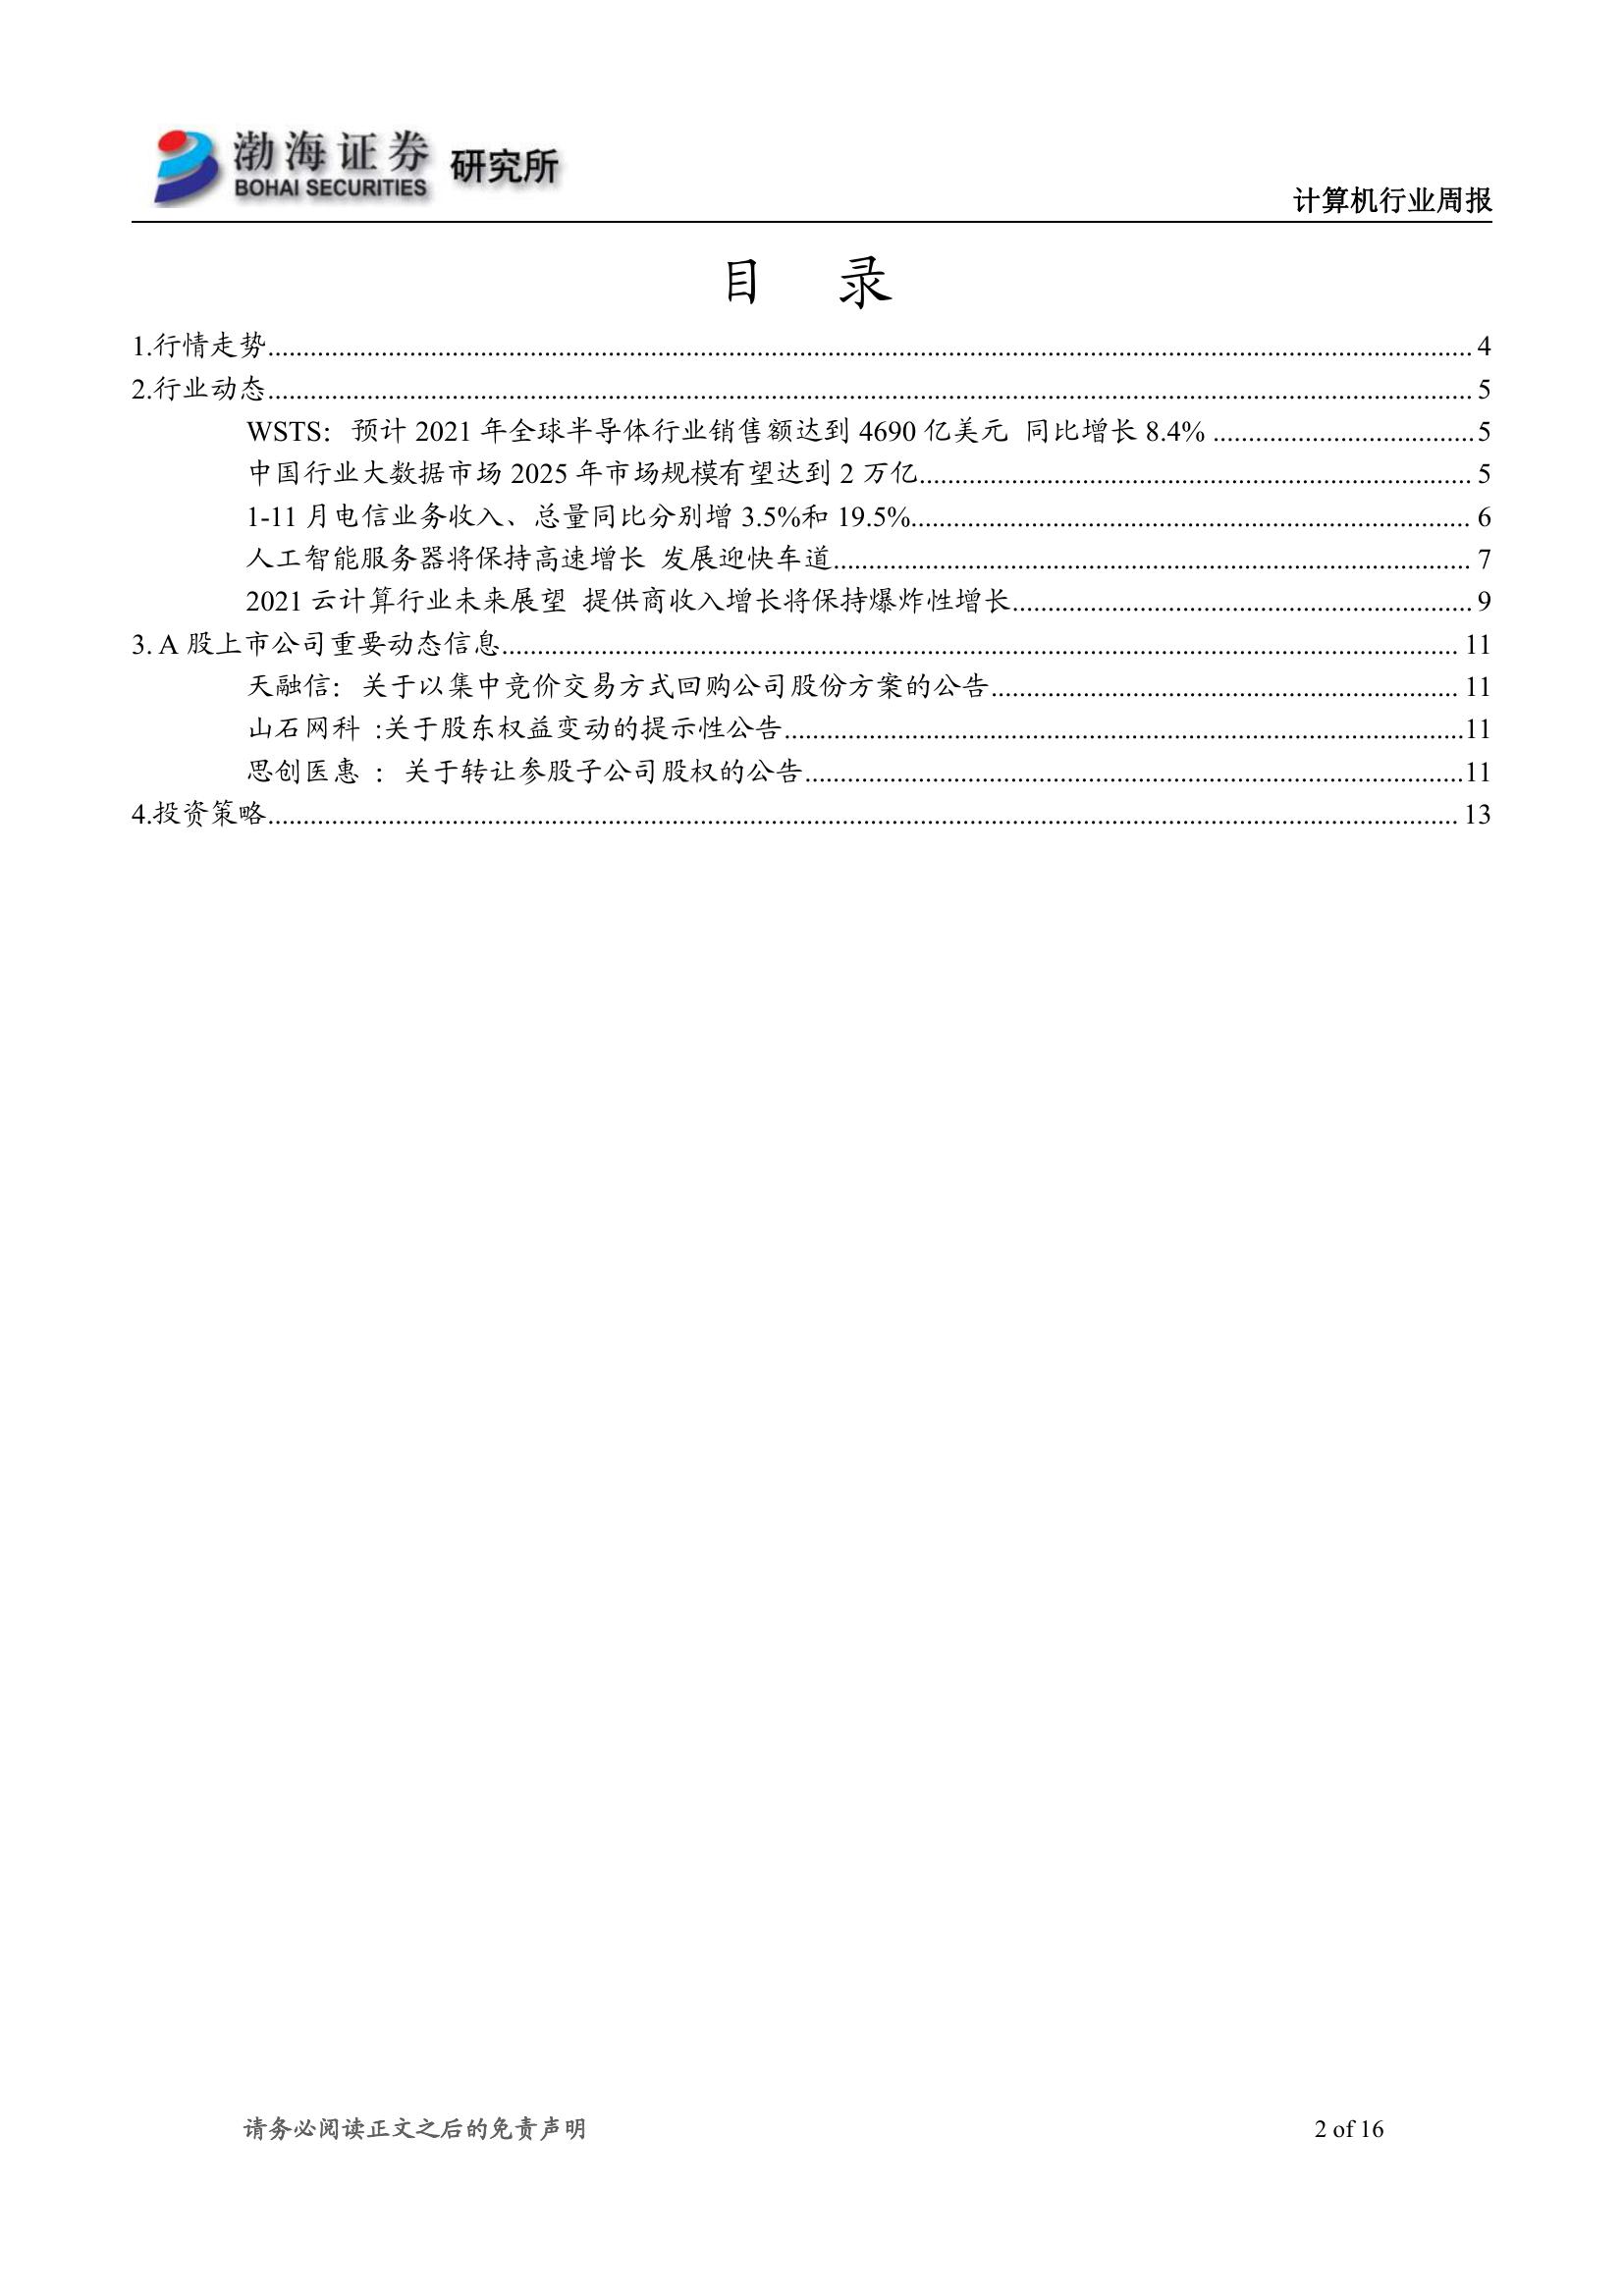 渤海证券 研究所
BOHAI SECURITIES
计算机行业周报
目 录
1.行情走势 4
2.行业动态 5
WSTS：预计 2021 年全球半导体行业销售额达到 4690 亿美元 同比增长 8.4% 5
中国行业大数据市场 2025 年市场规模有望达到 2 万亿 5
1-11 月电信业务收入、总量同比分别增 3.5%和 19.5% 6
人工智能服务器将保持高速增长 发展迎快车道 7
2021 云计算行业未来展望 提供商收入增长将保持爆炸性增长 9
3. A 股上市公司重要动态信息 11
天融信：关于以集中竞价交易方式回购公司股份方案的公告 11
山石网科 :关于股东权益变动的提示性公告 11
思创医惠 ：关于转让参股子公司股权的公告 11
4.投资策略 13
请务必阅读正文之后的免责声明 2 of 16